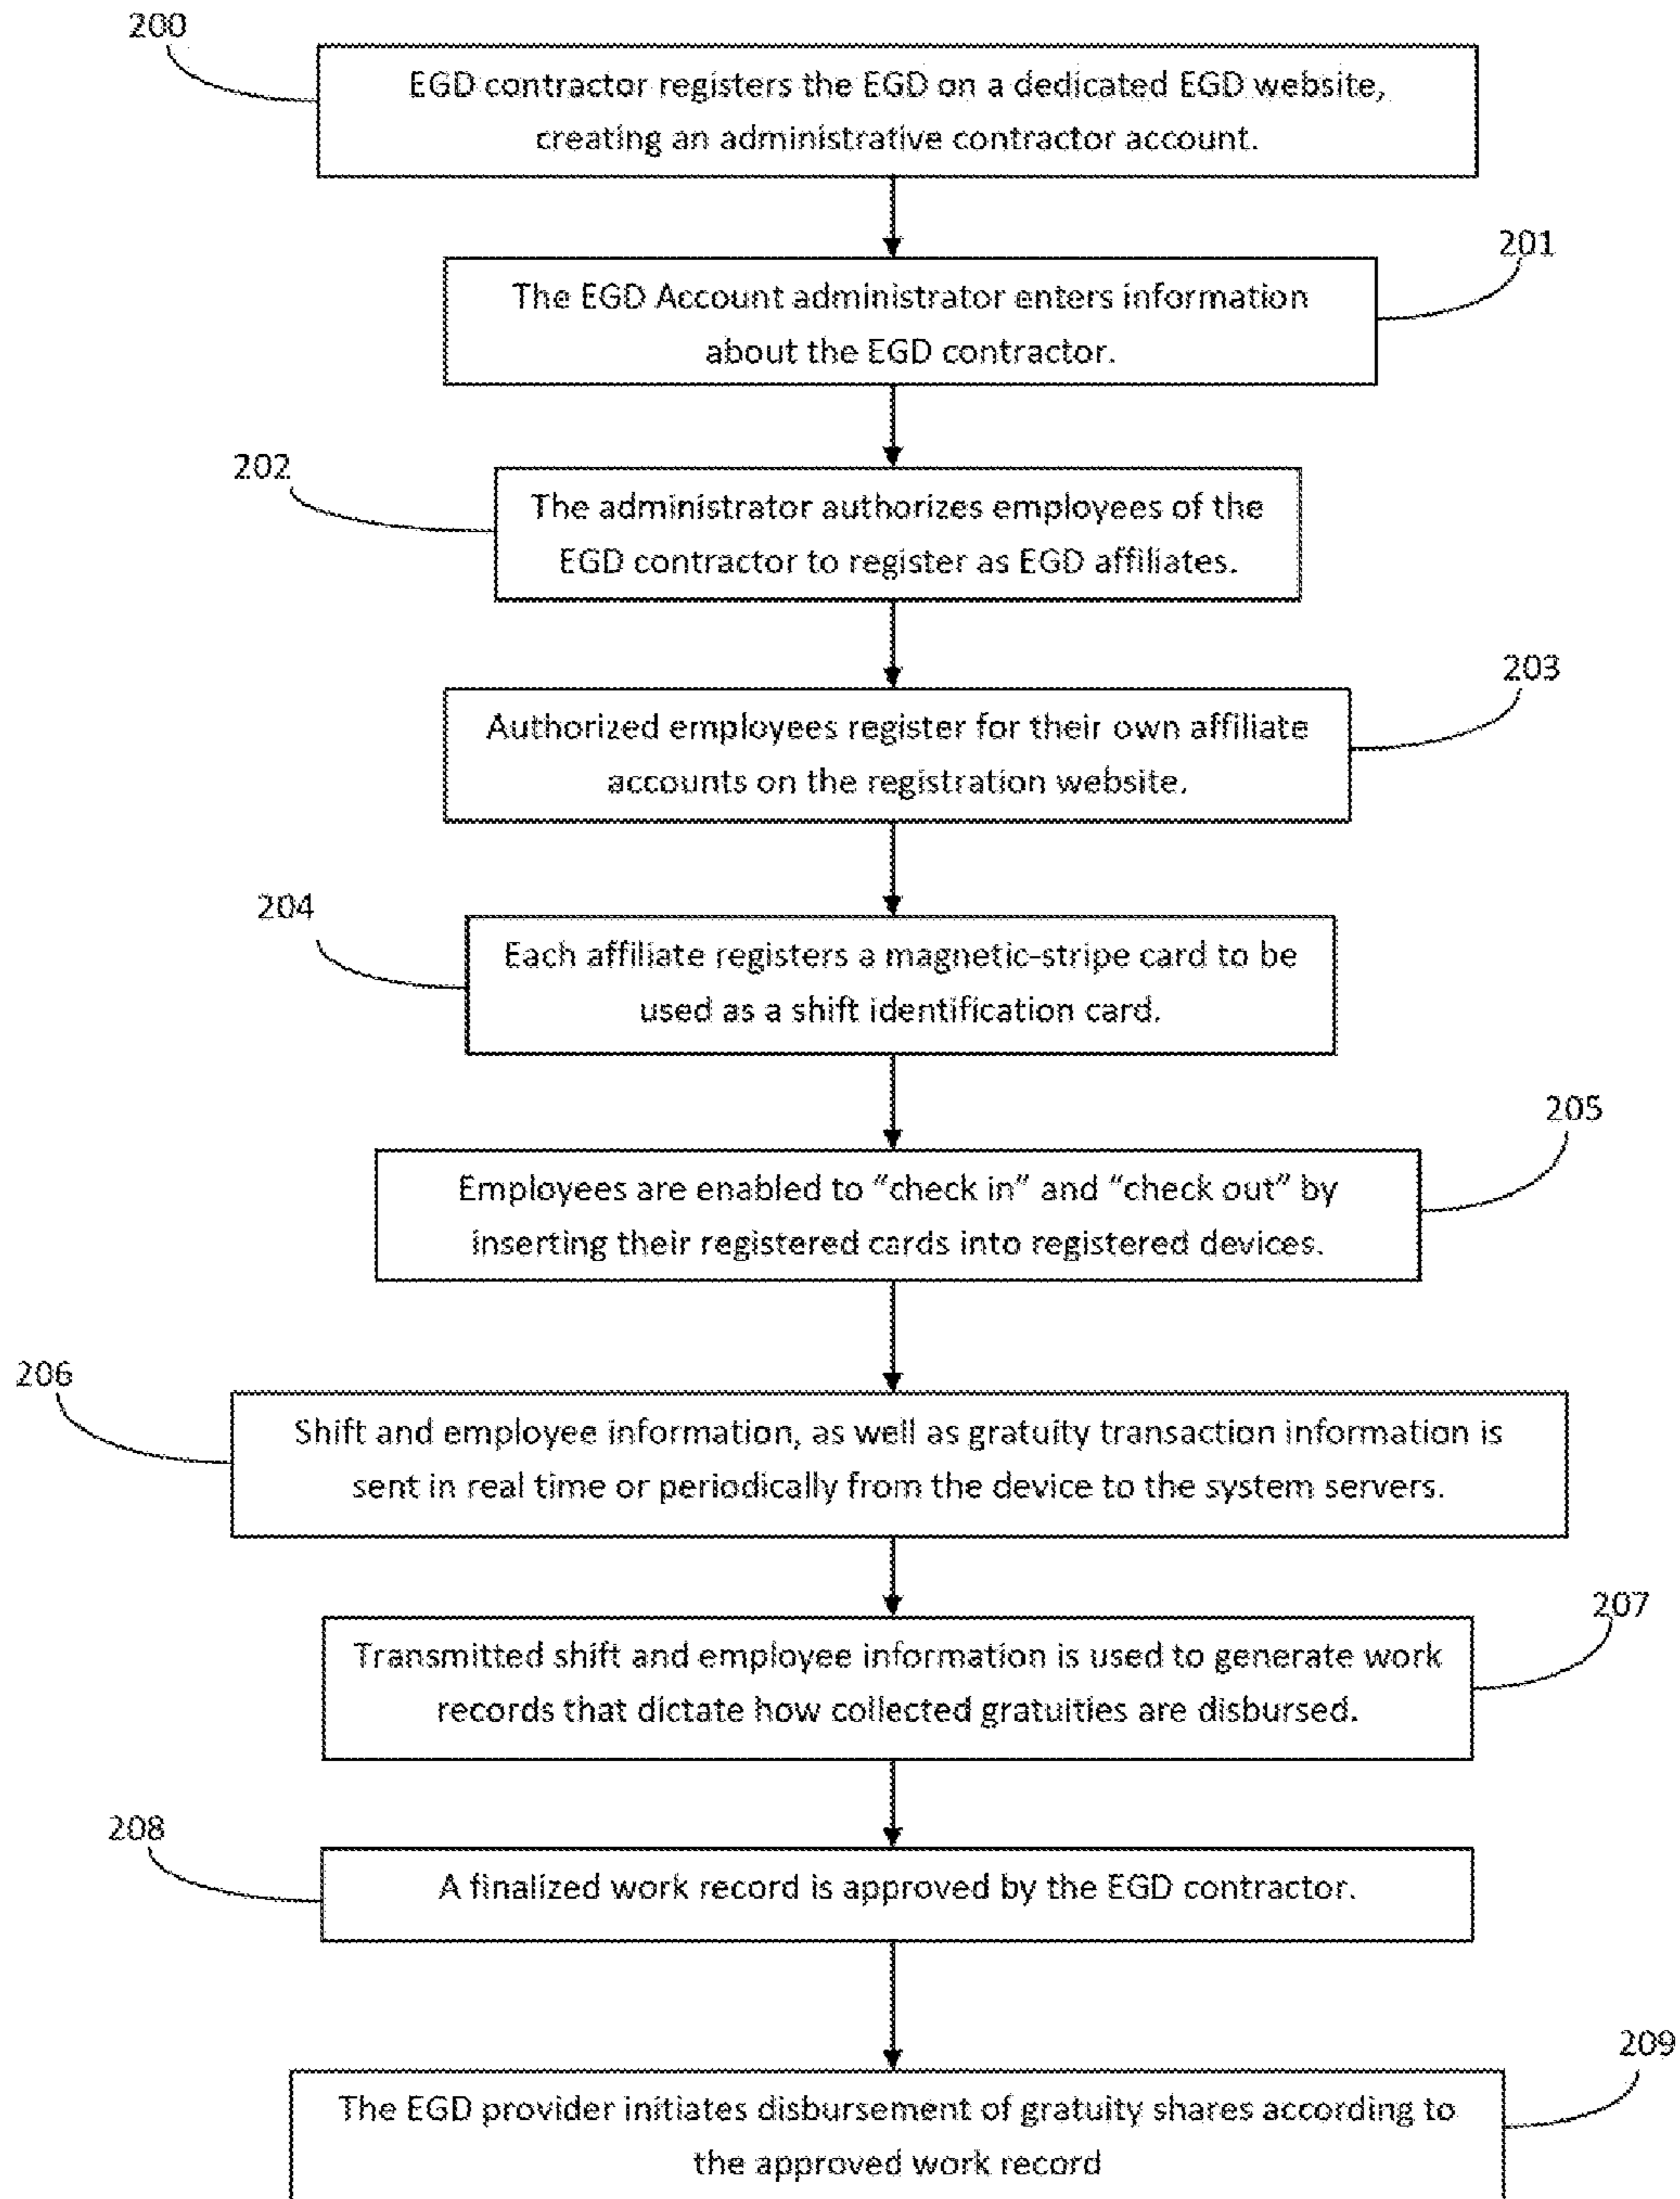 200
EGD contractor registers the EGD on a dedicated EGD website,
creating an administrative contractor account.
201
The EGD Account administrator enters information
about the EGD contractor.
202
The administrator authorizes employees of the
EGD contractor to register as EGD affiliates.
203
Authorized employees register for their own affiliate
accounts on the registration website.
204
Each affiliate registers a magnetic-stripe card to be
used as a shift identification card.
205
Employees are enabled to “check in” and “check out” by
inserting their registered cards into registered devices.
206
Shift and employee information, as well as gratuity transaction information is
sent in real time or periodically from the device to the system servers.
207
Transmitted shift and employee information is used to generate work
records that dictate how collected gratuities are disbursed.
208
A finalized work record is approved by the EGD contractor.
209
The EGD provider initiates disbursement of gratuity shares according to
the approved work record